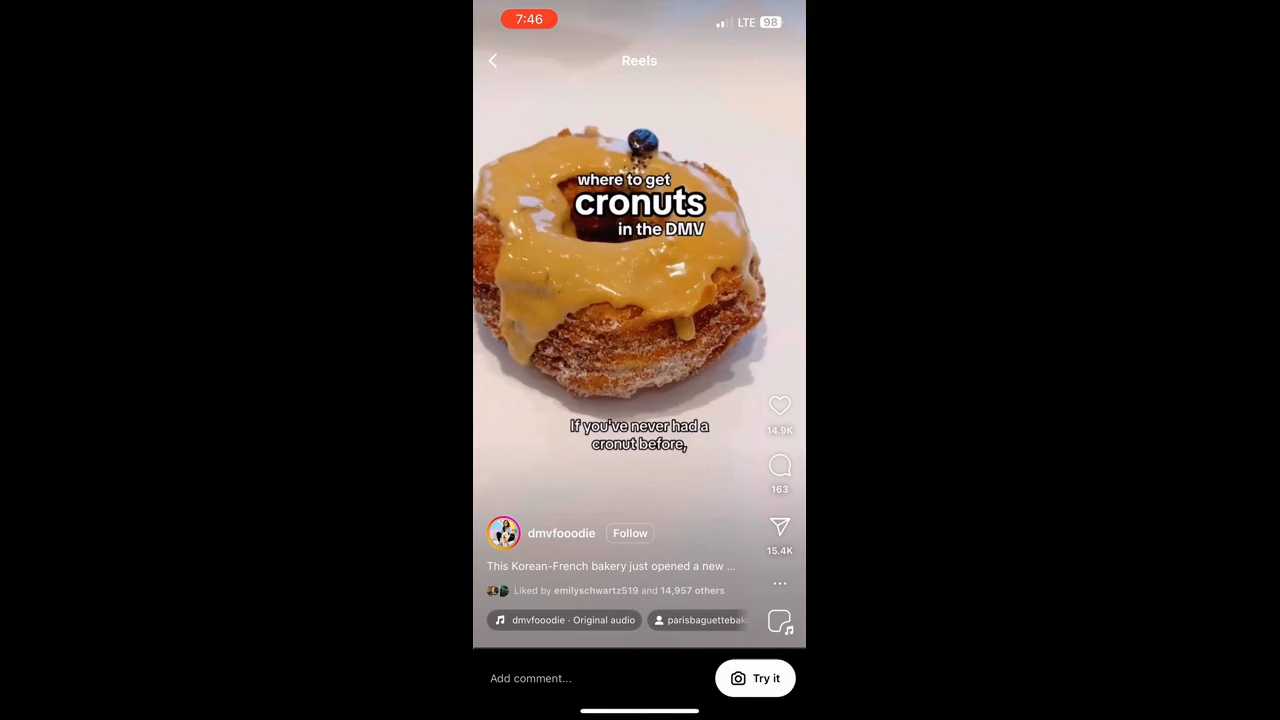 7:46
LTE 98
Reels
where to get
cronuts
in the DMV
If you've never had a
cronut before,
14.9K
163
15.4K
dmvfooodie Follow
This Korean-French bakery just opened a new ...
Liked by emilyschwartz519 and 14,957 others
dmvfooodie · Original audio
parisbaguettebak
Add comment...
Try it